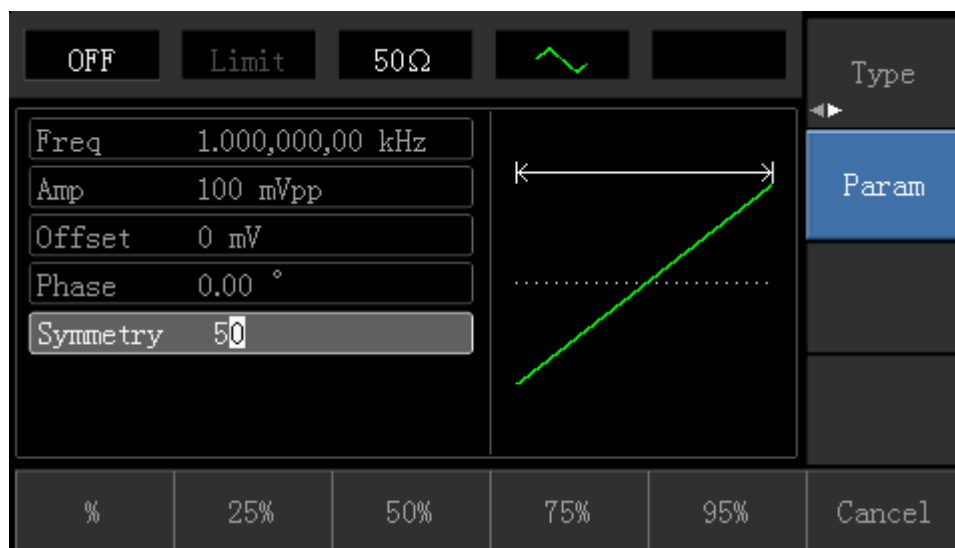 OFF Limit 50Ω Type
Freq 1.000,000,00 kHz
Amp 100 mVpp Param
Offset 0 mV
Phase 0.00 °
Symmetry 50
% 25% 50% 75% 95% Cancel